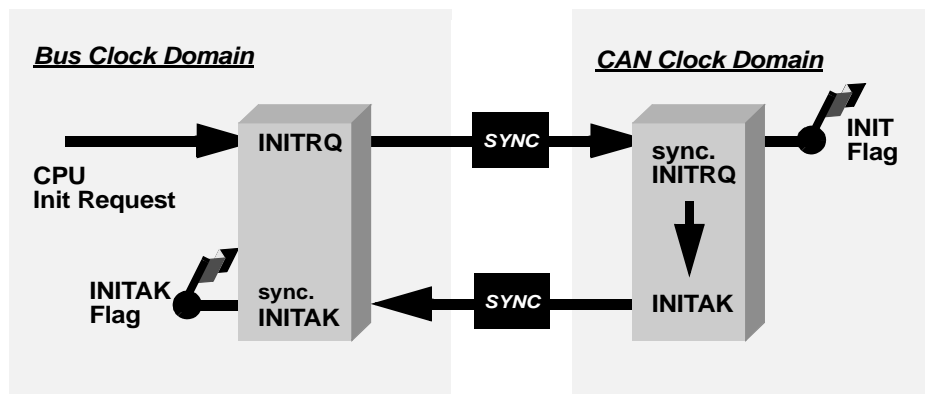 Bus Clock Domain
CAN Clock Domain
CPU
Init Request
INITRQ
SYNC
sync.
INITRQ
INIT
Flag
INITAK
Flag
sync.
INITAK
SYNC
INITAK